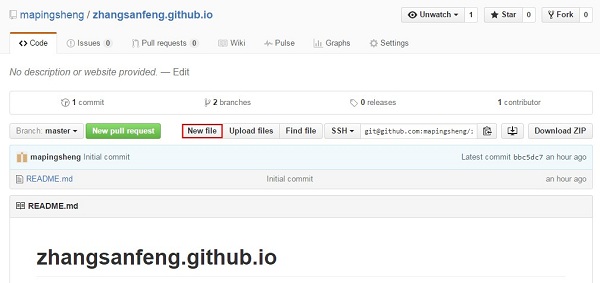 mapingsheng / zhangsanfeng.github.io
Unwatch 1 Star 0 Fork 0
Code Issues 0 Pull requests 0 Wiki Pulse Graphs Settings
No description or website provided. — Edit
1 commit 2 branches 0 releases 1 contributor
Branch: master New pull request New file Upload files Find file SSH git@github.com:mapingsheng/ Download ZIP
mapingsheng Initial commit Latest commit bbc5dc7 an hour ago
README.md Initial commit an hour ago
README.md
zhangsanfeng.github.io